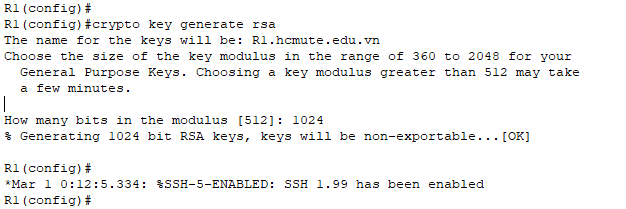 R1(config)#
R1(config)#crypto key generate rsa
The name for the keys will be: R1.hcmute.edu.vn
Choose the size of the key modulus in the range of 360 to 2048 for your
  General Purpose Keys. Choosing a key modulus greater than 512 may take
  a few minutes.

How many bits in the modulus [512]: 1024
% Generating 1024 bit RSA keys, keys will be non-exportable...[OK]

R1(config)#
*Mar 1 0:12:5.334: %SSH-5-ENABLED: SSH 1.99 has been enabled
R1(config)#